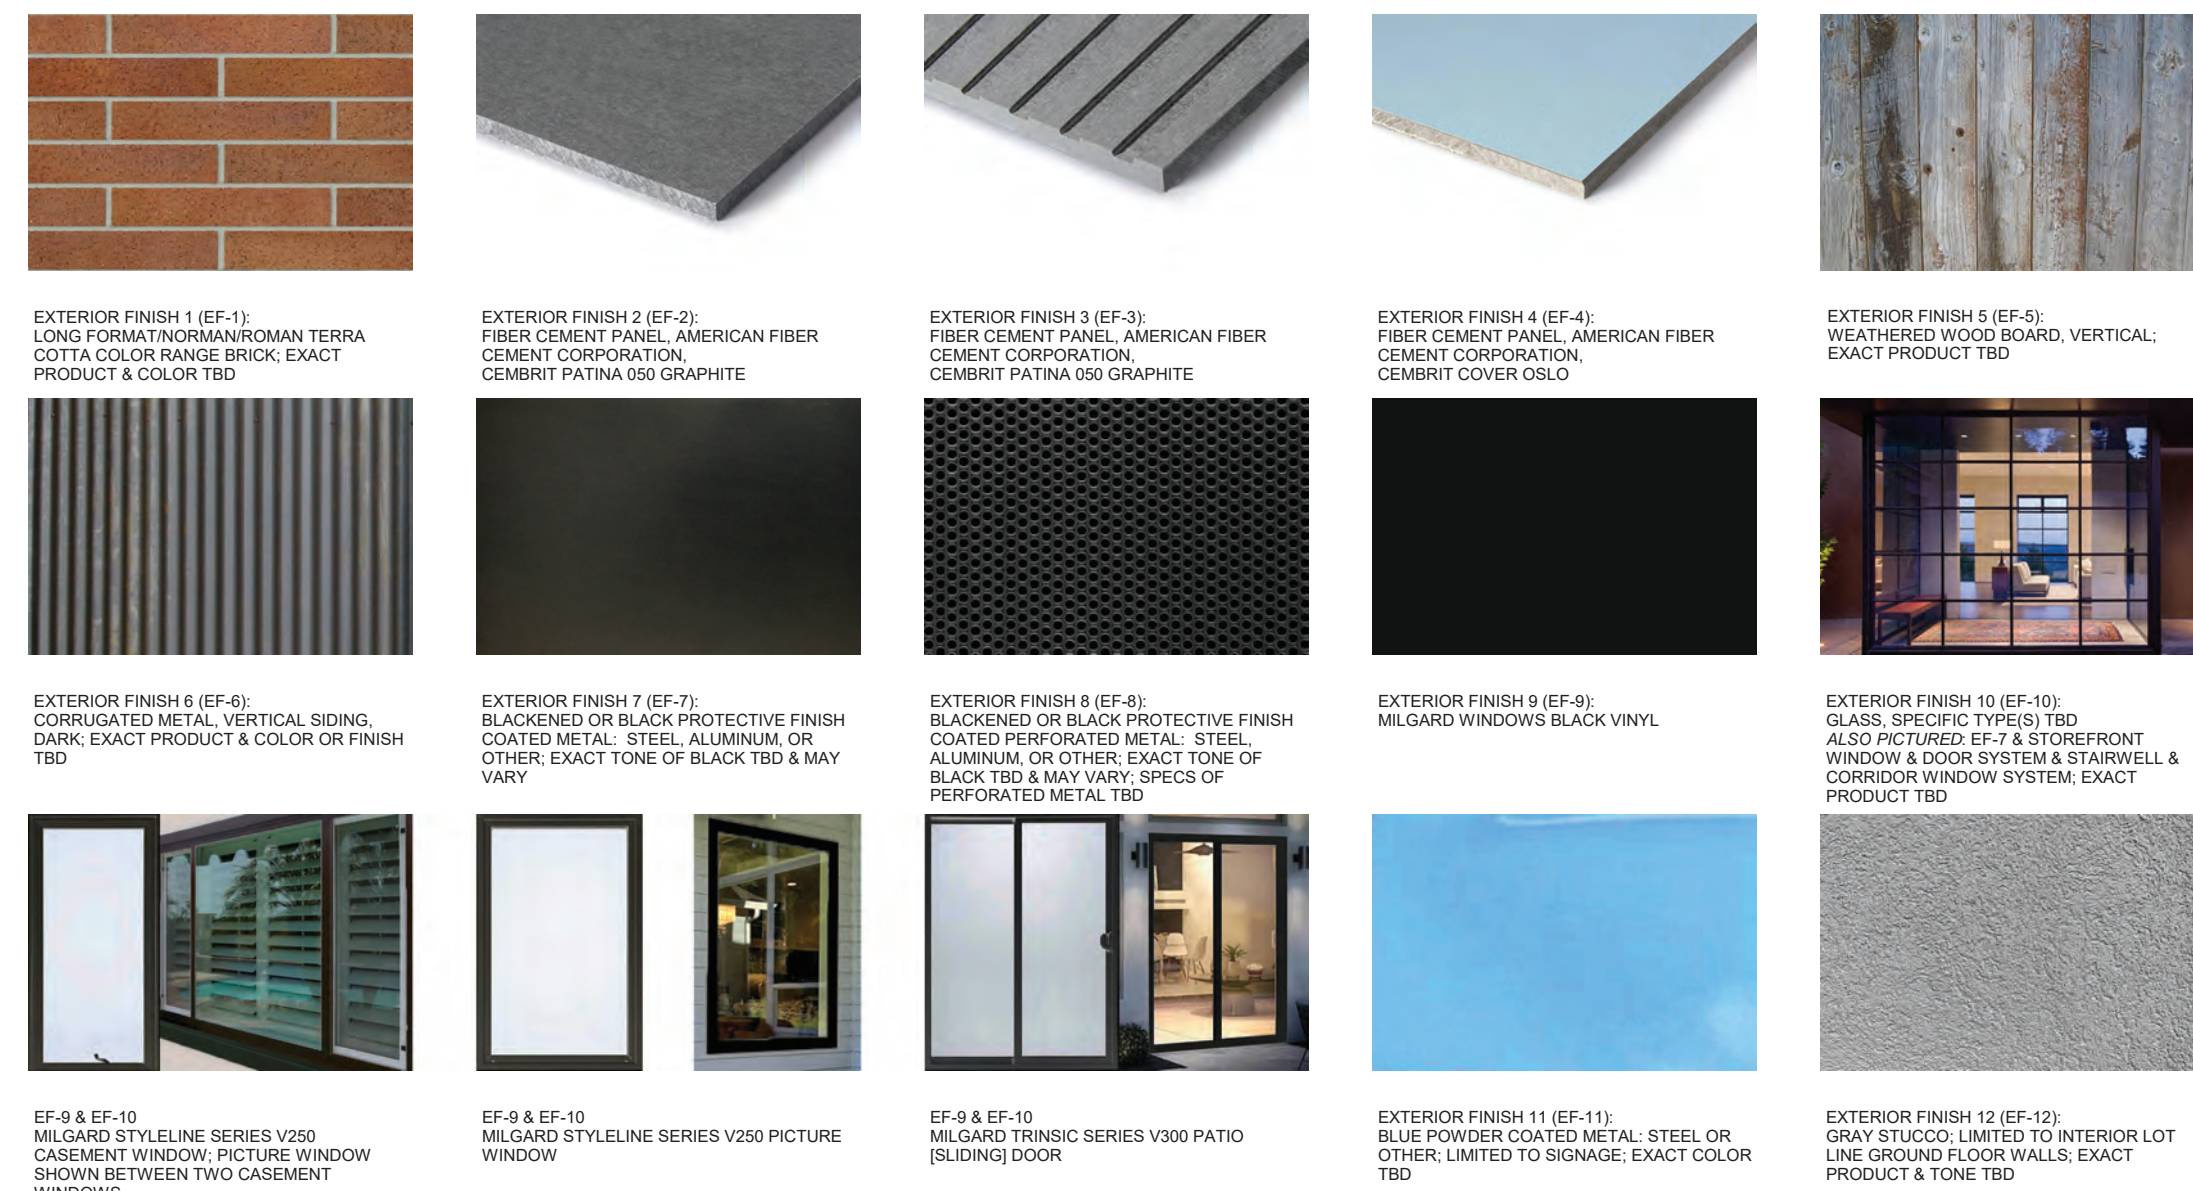 EXTERIOR FINISH 1 (EF-1):
LONG FORMAT/NORMAN/ROMAN TERRA
COTTA COLOR RANGE BRICK; EXACT
PRODUCT & COLOR TBD
EXTERIOR FINISH 2 (EF-2):
FIBER CEMENT PANEL, AMERICAN FIBER
CEMENT CORPORATION,
CEMBRIT PATINA 050 GRAPHITE
EXTERIOR FINISH 3 (EF-3):
FIBER CEMENT PANEL, AMERICAN FIBER
CEMENT CORPORATION,
CEMBRIT PATINA 050 GRAPHITE
EXTERIOR FINISH 4 (EF-4):
FIBER CEMENT PANEL, AMERICAN FIBER
CEMENT CORPORATION,
CEMBRIT COVER OSLO
EXTERIOR FINISH 5 (EF-5):
WEATHERED WOOD BOARD, VERTICAL;
EXACT PRODUCT TBD
EXTERIOR FINISH 6 (EF-6):
CORRUGATED METAL, VERTICAL SIDING,
DARK; EXACT PRODUCT & COLOR OR FINISH
TBD
EXTERIOR FINISH 7 (EF-7):
BLACKENED OR BLACK PROTECTIVE FINISH
COATED METAL: STEEL, ALUMINUM, OR
OTHER; EXACT TONE OF BLACK TBD & MAY
VARY
EXTERIOR FINISH 8 (EF-8):
BLACKENED OR BLACK PROTECTIVE FINISH
COATED PERFORATED METAL: STEEL,
ALUMINUM, OR OTHER; EXACT TONE OF
BLACK TBD & MAY VARY; SPECS OF
PERFORATED METAL TBD
EXTERIOR FINISH 9 (EF-9):
MILGARD WINDOWS BLACK VINYL
EXTERIOR FINISH 10 (EF-10):
GLASS, SPECIFIC TYPE(S) TBD
ALSO PICTURED: EF-7 & STOREFRONT
WINDOW & DOOR SYSTEM & STAIRWELL &
CORRIDOR WINDOW SYSTEM; EXACT
PRODUCT TBD
EF-9 & EF-10
MILGARD STYLELINE SERIES V250
CASEMENT WINDOW; PICTURE WINDOW
SHOWN BETWEEN TWO CASEMENT
WINDOWS
EF-9 & EF-10
MILGARD STYLELINE SERIES V250 PICTURE
WINDOW
EF-9 & EF-10
MILGARD TRINSIC SERIES V300 PATIO
[SLIDING] DOOR
EXTERIOR FINISH 11 (EF-11):
BLUE POWDER COATED METAL: STEEL OR
OTHER; LIMITED TO SIGNAGE; EXACT COLOR
TBD
EXTERIOR FINISH 12 (EF-12):
GRAY STUCCO; LIMITED TO INTERIOR LOT
LINE GROUND FLOOR WALLS; EXACT
PRODUCT & TONE TBD